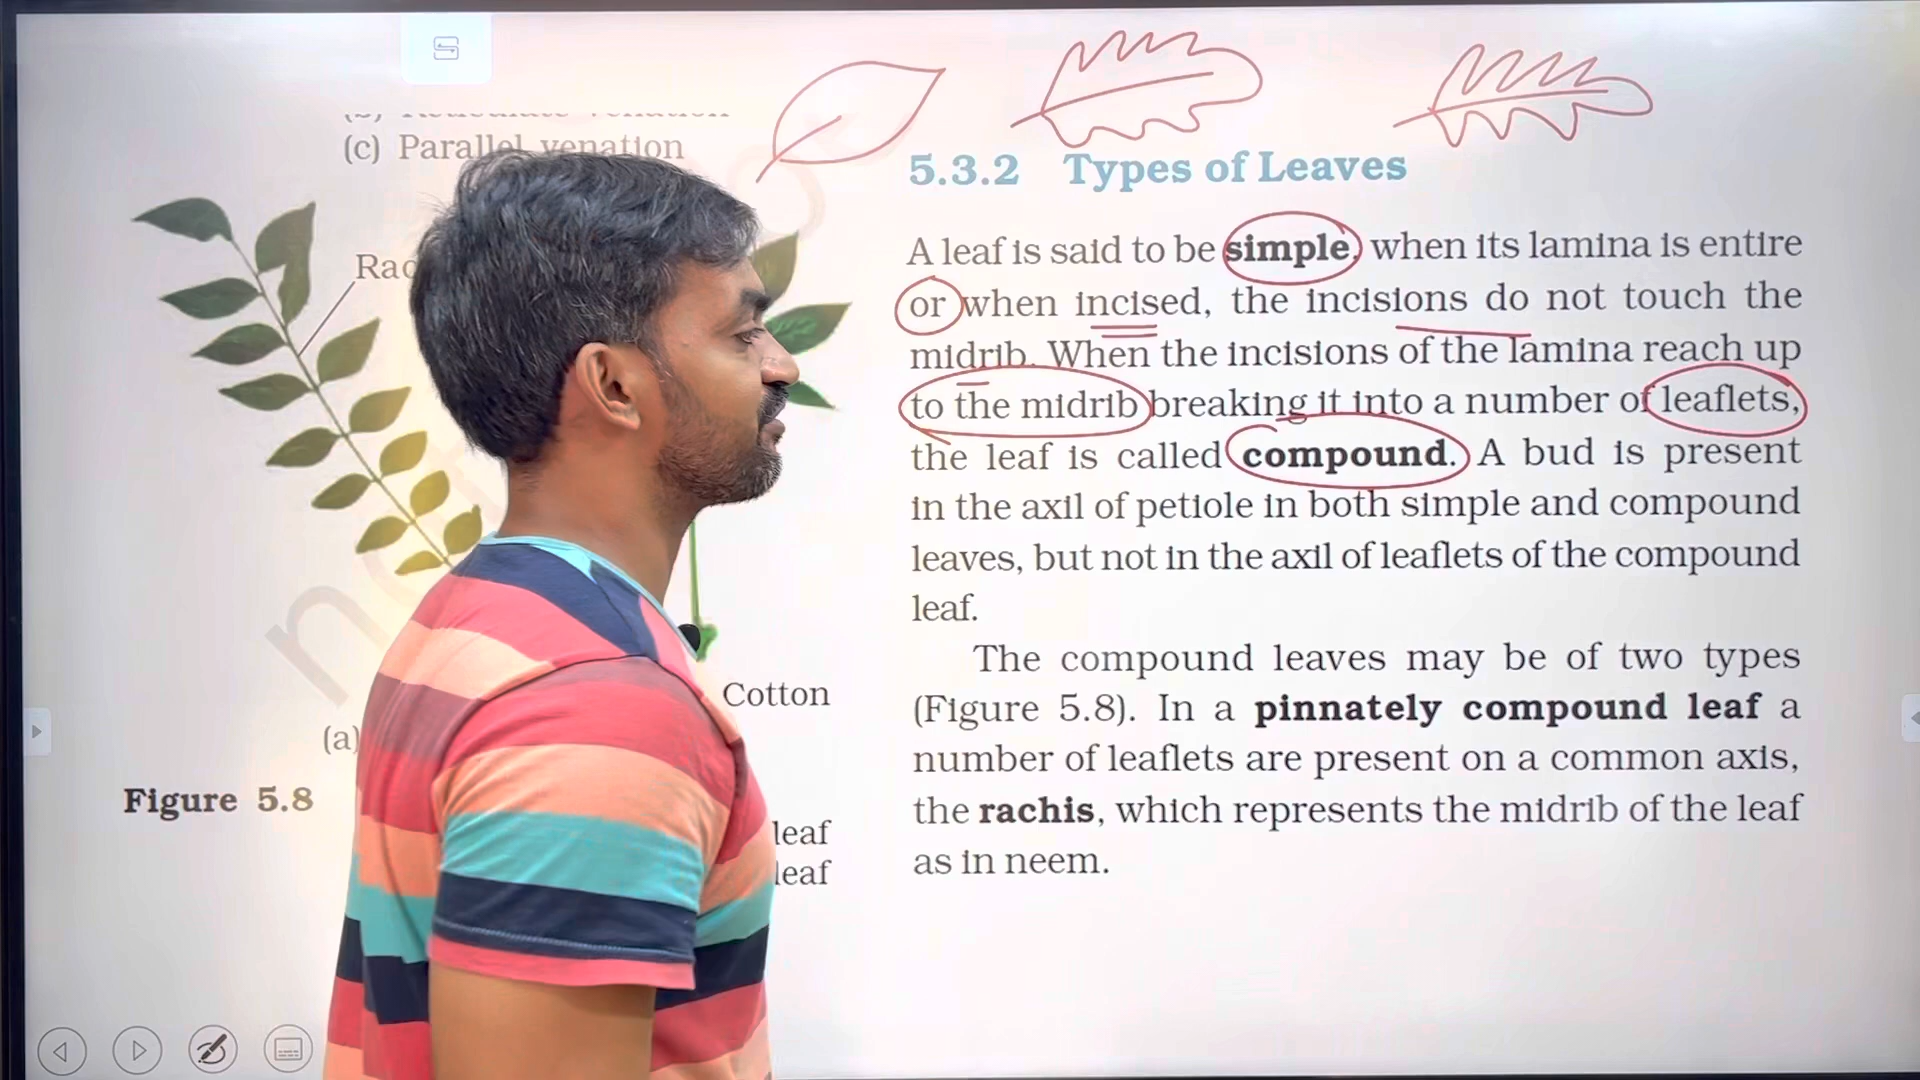 (c) Parallel venation
5.3.2 Types of Leaves
A leaf is said to be simple, when its lamina is entire
or when incised, the incisions do not touch the
midrib. When the incisions of the lamina reach up
to the midrib breaking it into a number of leaflets,
the leaf is called compound. A bud is present
in the axil of petiole in both simple and compound
leaves, but not in the axil of leaflets of the compound
leaf.
The compound leaves may be of two types
(Figure 5.8). In a pinnately compound leaf a
number of leaflets are present on a common axis,
the rachis, which represents the midrib of the leaf
as in neem.
Cotton
(a)
Figure 5.8
leaf
leaf